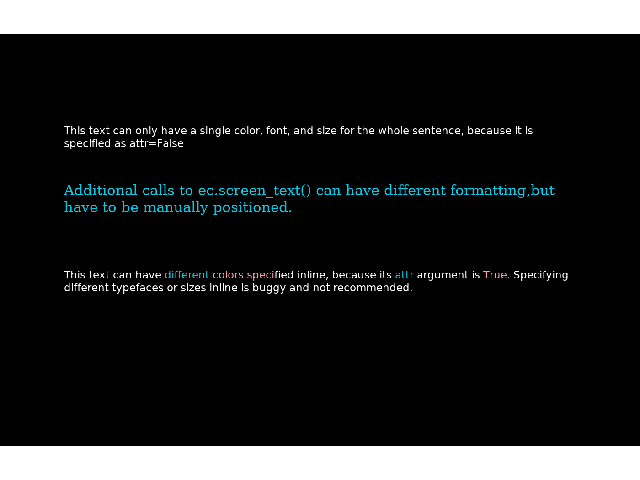 This text can only have a single color, font, and size for the whole sentence, because it is
specified as attr=False
Additional calls to ec.screen_text() can have different formatting,but
have to be manually positioned.
This text can have different colors specified inline, because its attr argument is True. Specifying
different typefaces or sizes inline is buggy and not recommended.